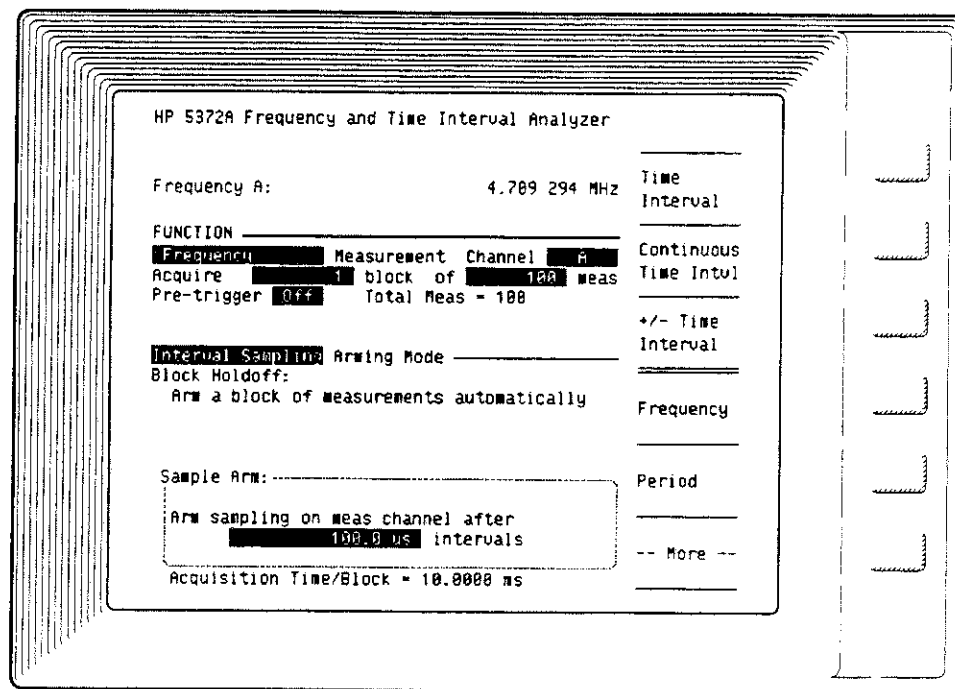 HP 5372A Frequency and Time Interval Analyzer
Frequency A: 4.709 294 MHz
FUNCTION
Frequency Measurement Channel A
Acquire 1 block of 100 meas
Pre-trigger Off Total Meas = 100
Interval Sampling Arming Mode
Block Holdoff:
Arm a block of measurements automatically
Sample Arm:
Arm sampling on meas channel after
100.0 us intervals
Acquisition Time/Block = 10.0000 ms
Time
Interval
Continuous
Time Intvl
+/- Time
Interval
Frequency
Period
-- More --